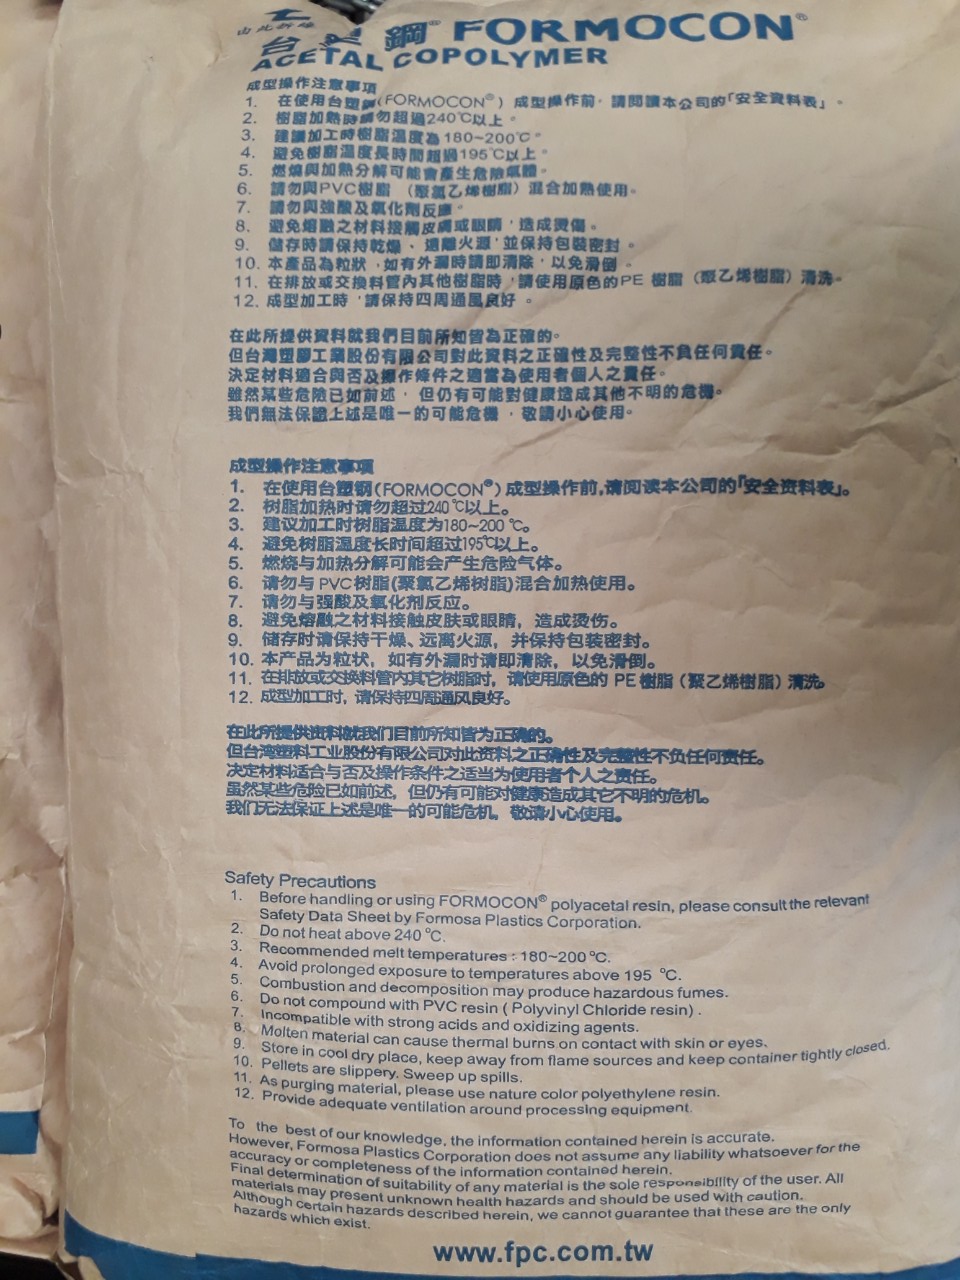 台塑鋼® FORMOCON®
ACETAL COPOLYMER
成型操作注意事項
1. 在使用台塑鋼(FORMOCON®) 成型操作前,請閱讀本公司的「安全資料表」。
2. 樹脂加熱時請勿超過240℃以上。
3. 建議加工時樹脂溫度為180~200℃。
4. 避免樹脂溫度長時間超過195℃以上。
5. 燃燒與加熱分解可能會產生危險氣體。
6. 請勿與PVC樹脂 (聚氯乙烯樹脂) 混合加熱使用。
7. 請勿與強酸及氧化劑反應。
8. 避免熔融之材料接觸皮膚或眼睛,造成燙傷。
9. 儲存時請保持乾燥、遠離火源,並保持包裝密封。
10. 本產品為粒狀,如有外漏時請即清除,以免滑倒。
11. 在排放或交換料管內其他樹脂時,請使用原色的PE 樹脂 (聚乙烯樹脂) 清洗。
12. 成型加工時,請保持四周通風良好。
在此所提供資料就我們目前所知皆為正確的。
但台灣塑膠工業股份有限公司對此資料之正確性及完整性不負任何責任。
決定材料適合與否及操作條件之適當為使用者個人之責任。
雖然某些危險已如前述,但仍有可能對健康造成其他不明的危機。
我們無法保證上述是唯一的可能危機,敬請小心使用。
成型操作注意事项
1. 在使用台塑钢(FORMOCON®)成型操作前,请阅读本公司的「安全资料表」。
2. 树脂加热时请勿超过240℃以上。
3. 建议加工时树脂温度为180~200 ℃。
4. 避免树脂温度长时间超过195℃以上。
5. 燃烧与加热分解可能会产生危险气体。
6. 请勿与 PVC树脂(聚氯乙烯树脂)混合加热使用。
7. 请勿与强酸及氧化剂反应。
8. 避免熔融之材料接触皮肤或眼睛,造成烫伤。
9. 储存时请保持干燥、远离火源,并保持包装密封。
10. 本产品为粒状,如有外漏时请即清除,以免滑倒。
11. 在排放或交换料管内其它树脂时,请使用原色的 PE 树脂 (聚乙烯树脂) 清洗。
12. 成型加工时,请保持四周通风良好。
在此所提供资料就我们目前所知皆为正确的。
但台湾塑料工业股份有限公司对此资料之正确性及完整性不负任何责任。
决定材料适合与否及操作条件之适当为使用者个人之责任。
虽然某些危险已如前述,但仍有可能对健康造成其它不明的危机。
我们无法保证上述是唯一的可能危机,敬请小心使用。
Safety Precautions
1. Before handling or using FORMOCON® polyacetal resin, please consult the relevant
Safety Data Sheet by Formosa Plastics Corporation.
2. Do not heat above 240 ℃.
3. Recommended melt temperatures : 180~200 ℃.
4. Avoid prolonged exposure to temperatures above 195 ℃.
5. Combustion and decomposition may produce hazardous fumes.
6. Do not compound with PVC resin ( Polyvinyl Chloride resin) .
7. Incompatible with strong acids and oxidizing agents.
8. Molten material can cause thermal burns on contact with skin or eyes.
9. Store in cool dry place, keep away from flame sources and keep container tightly closed.
10. Pellets are slippery. Sweep up spills.
11. As purging material, please use nature color polyethylene resin.
12. Provide adequate ventilation around processing equipment.
To the best of our knowledge, the information contained herein is accurate.
However, Formosa Plastics Corporation does not assume any liability whatsoever for the
accuracy or completeness of the information contained herein.
Final determination of suitability of any material is the sole responsibility of the user. All
materials may present unknown health hazards and should be used with caution.
Although certain hazards described herein, we cannot guarantee that these are the only
hazards which exist.
www.fpc.com.tw